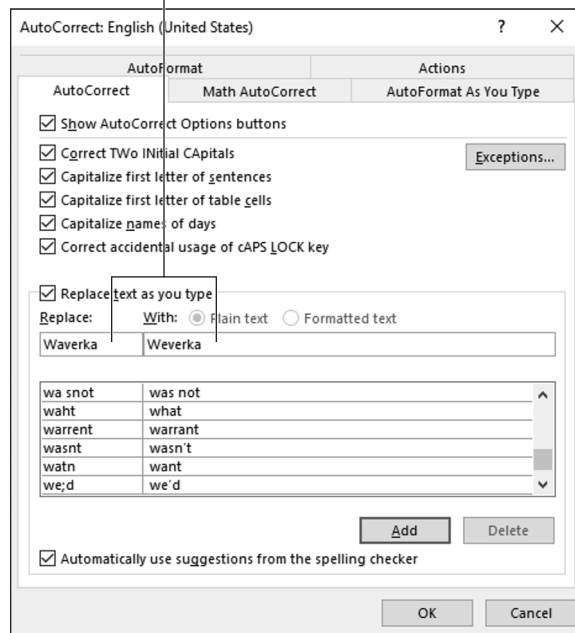 AutoCorrect: English (United States) ? ×
AutoFormat Actions
AutoCorrect Math AutoCorrect AutoFormat As You Type
Show AutoCorrect Options buttons
Correct TWo INitial CApitals Exceptions...
Capitalize first letter of sentences
Capitalize first letter of table cells
Capitalize names of days
Correct accidental usage of cAPS LOCK key
Replace text as you type
Replace: With: Plain text Formatted text
Waverka Weverka
wa snot was not
waht what
warrent warrant
wasnt wasn't
watn want
we;d we'd
Add Delete
Automatically use suggestions from the spelling checker
OK Cancel